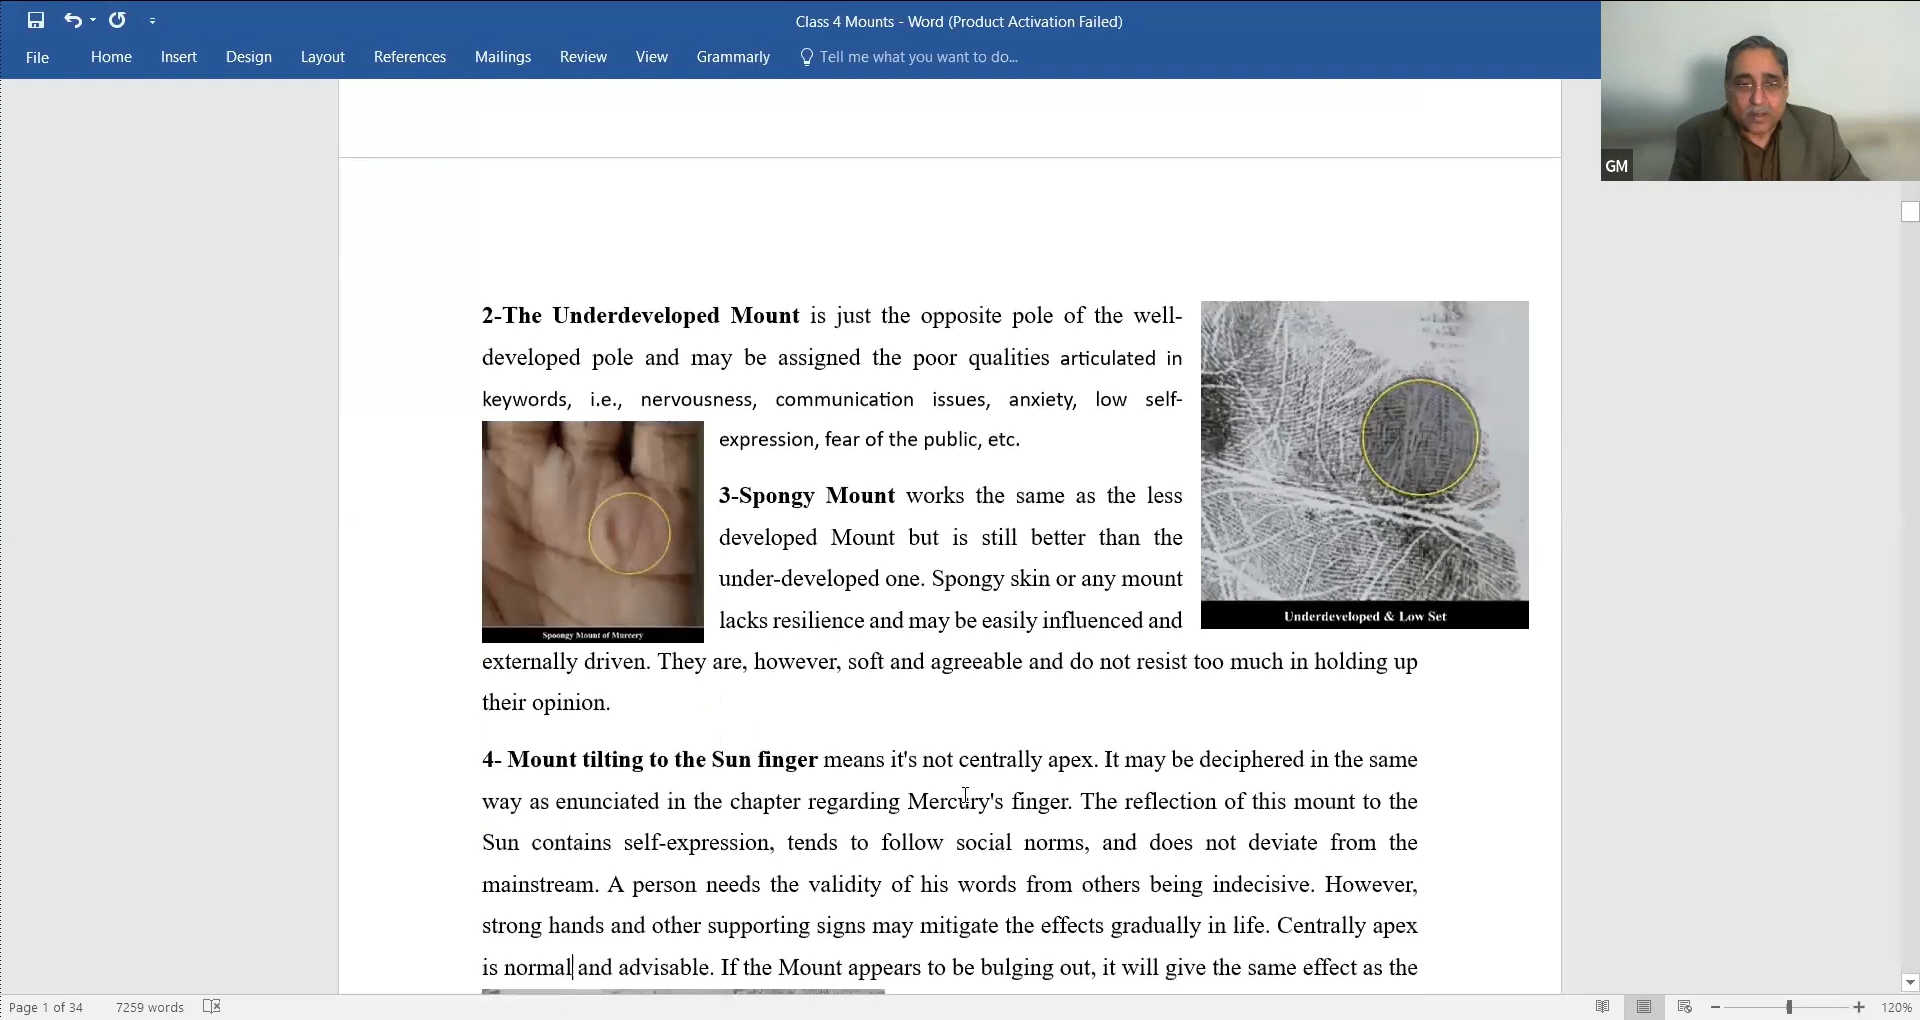 Class 4 Mounts - Word (Product Activation Failed)
File Home Insert Design Layout References Mailings Review View Grammarly Tell me what you want to do...
GM
2-The Underdeveloped Mount is just the opposite pole of the well-
developed pole and may be assigned the poor qualities articulated in
keywords, i.e., nervousness, communication issues, anxiety, low self-
expression, fear of the public, etc.
3-Spongy Mount works the same as the less
developed Mount but is still better than the
under-developed one. Spongy skin or any mount
lacks resilience and may be easily influenced and
Spoongy Mount of Murcery
Underdeveloped & Low Set
externally driven. They are, however, soft and agreeable and do not resist too much in holding up
their opinion.
4- Mount tilting to the Sun finger means it's not centrally apex. It may be deciphered in the same
way as enunciated in the chapter regarding Mercury's finger. The reflection of this mount to the
Sun contains self-expression, tends to follow social norms, and does not deviate from the
mainstream. A person needs the validity of his words from others being indecisive. However,
strong hands and other supporting signs may mitigate the effects gradually in life. Centrally apex
is normal and advisable. If the Mount appears to be bulging out, it will give the same effect as the
Page 1 of 34 7259 words 120%